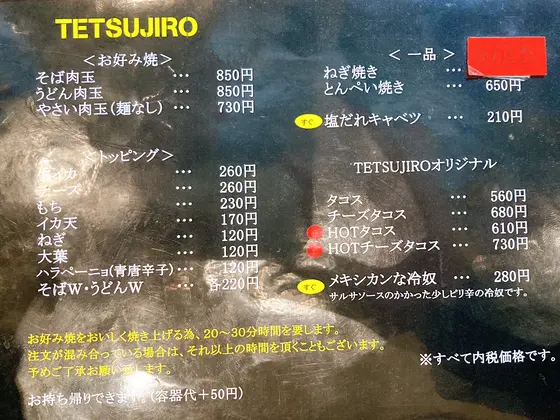 TETSUJIRO
＜お好み焼＞
そば肉玉 … 850円
うどん肉玉 … 850円
やさい肉玉（麺なし） … 730円
＜トッピング＞
イカ … 260円
チーズ … 260円
もち … 230円
イカ天 … 170円
ねぎ … 120円
大葉 … 120円
ハラペーニョ（青唐辛子） … 120円
そばW・うどんW … 各220円
お好み焼をおいしく焼き上げる為、20～30分時間を要します。
注文が混み合っている場合は、それ以上の時間を頂くこともございます。
予めご了承お願い致します。
お持ち帰りできます。（容器代＋50円）
＜ 一品 ＞
ねぎ焼き …
とんぺい焼き … 650円
すぐ 塩だれキャベツ … 210円
TETSUJIROオリジナル
タコス … 560円
チーズタコス … 680円
HOTタコス … 610円
HOTチーズタコス … 730円
すぐ メキシカンな冷奴 … 280円
サルサソースのかかった少しピリ辛の冷奴です。
※すべて内税価格です。